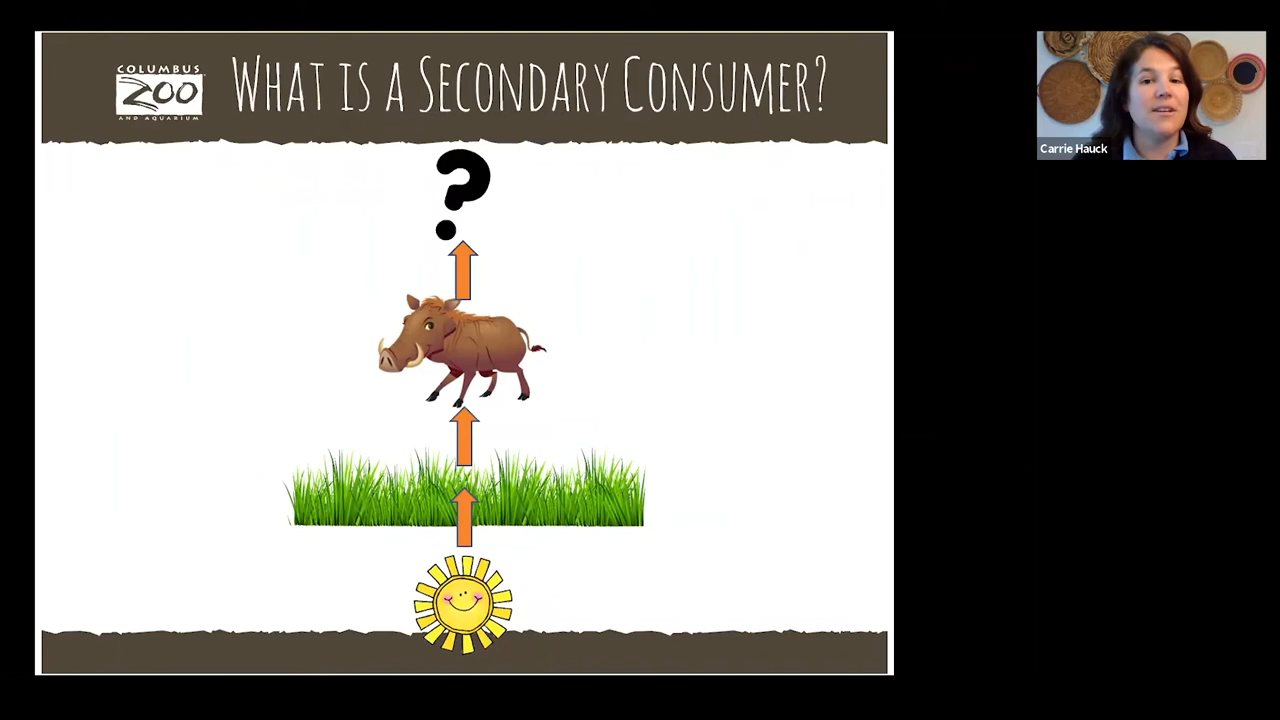 COLUMBUS
ZOO
AND AQUARIUM
WHAT IS A SECONDARY CONSUMER?
?
Carrie Hauck